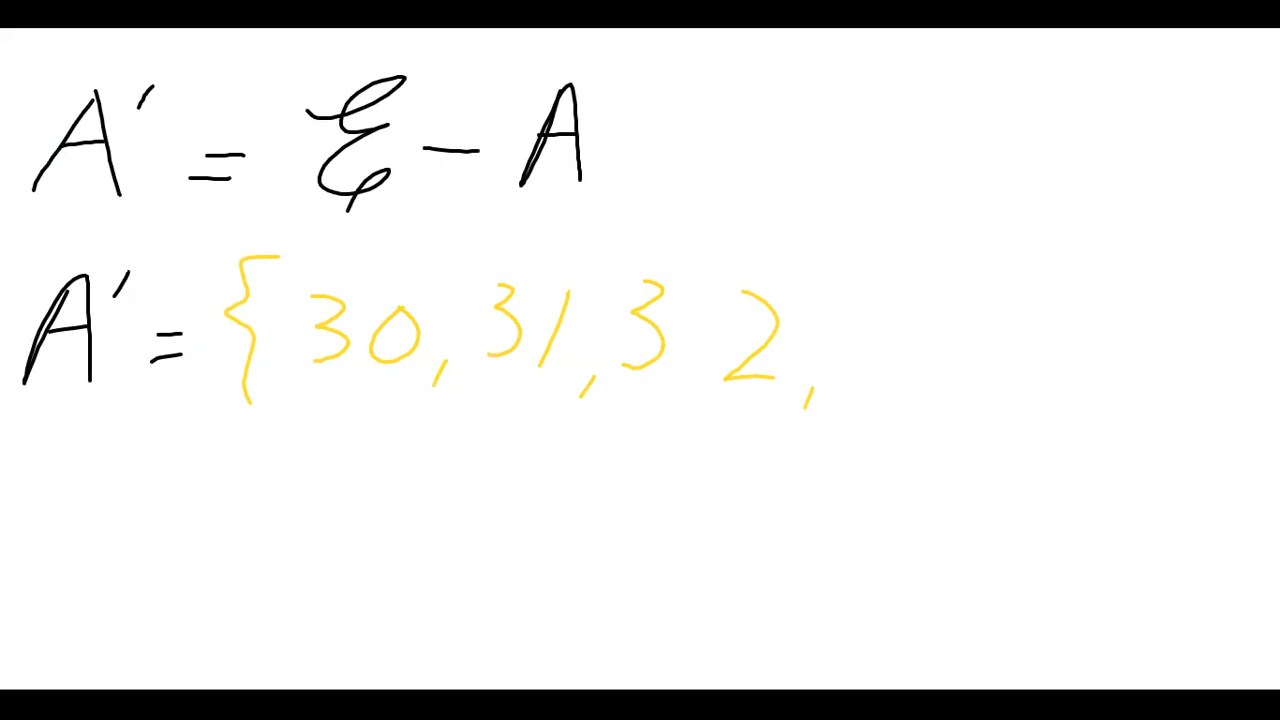 A' = ℰ - A
A' = { 30, 31, 32,